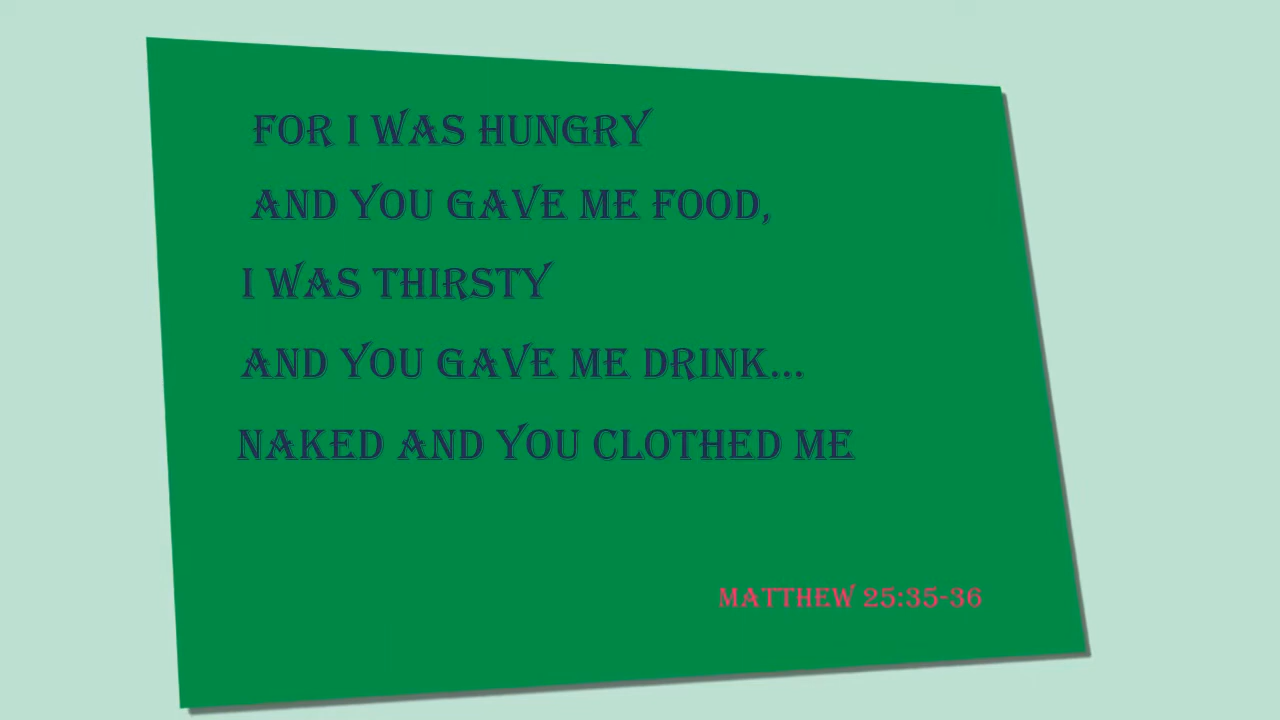 FOR I WAS HUNGRY
AND YOU GAVE ME FOOD,
I WAS THIRSTY
AND YOU GAVE ME DRINK...
NAKED AND YOU CLOTHED ME
MATTHEW 25:35-36